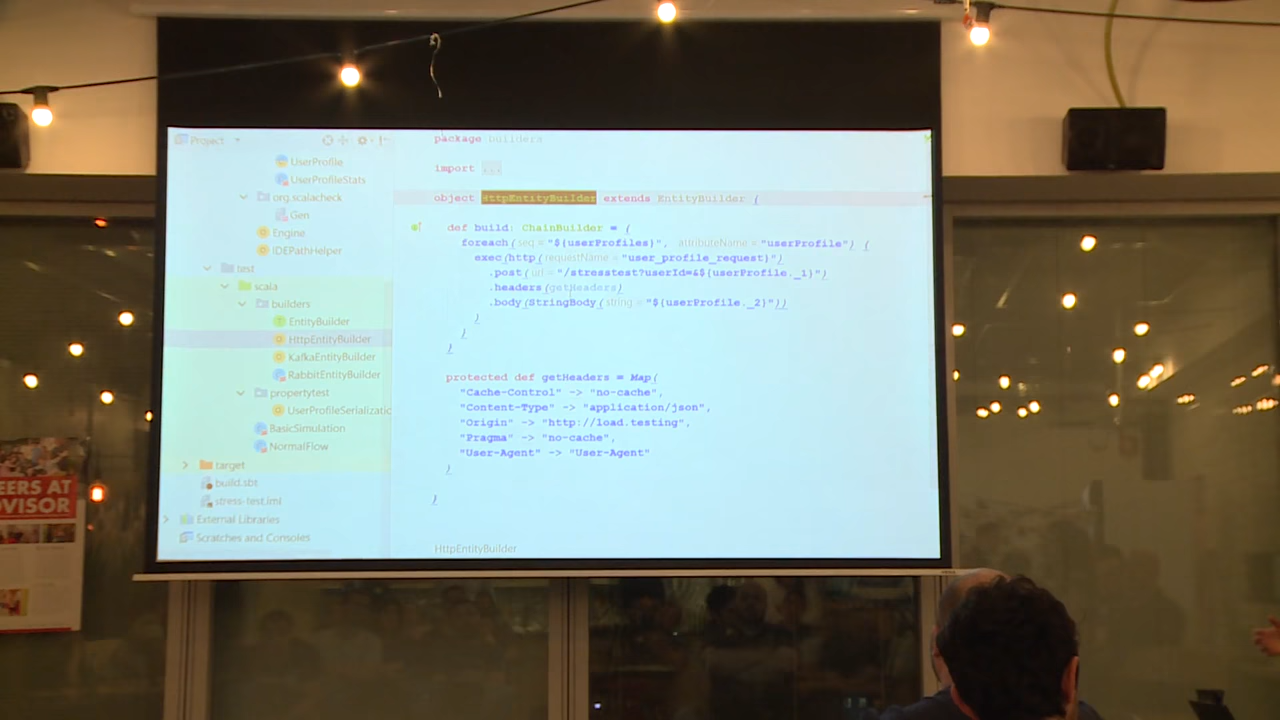 Project
UserProfile
UserProfileStats
org.scalacheck
Gen
Engine
IDEPathHelper
test
scala
builders
EntityBuilder
HttpEntityBuilder
KafkaEntityBuilder
RabbitEntityBuilder
propertytest
UserProfileSerializatio
BasicSimulation
NormalFlow
target
build.sbt
stress-test.iml
External Libraries
Scratches and Consoles
package builders
import ...
object HttpEntityBuilder extends EntityBuilder {
def build: ChainBuilder = {
foreach(seq = "${userProfiles}", attributeName = "userProfile") {
exec(http(requestName = "user_profile_request)")
.post(url = "/stresstest?userId=&${userProfile._1}")
.headers(getHeaders)
.body(StringBody(string = "${userProfile._2}"))
}
}
}
protected def getHeaders = Map(
"Cache-Control" -> "no-cache",
"Content-Type" -> "application/json",
"Origin" -> "http://load.testing",
"Pragma" -> "no-cache",
"User-Agent" -> "User-Agent"
)
}
HttpEntityBuilder
EERS AT
VISOR